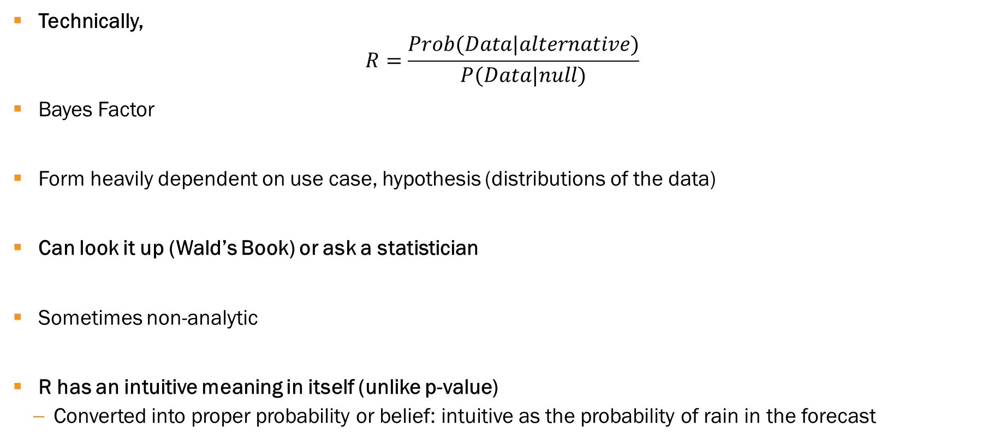 Technically,
R = Prob(Data|alternative) / P(Data|null)
Bayes Factor
Form heavily dependent on use case, hypothesis (distributions of the data)
Can look it up (Wald’s Book) or ask a statistician
Sometimes non-analytic
R has an intuitive meaning in itself (unlike p-value)
– Converted into proper probability or belief: intuitive as the probability of rain in the forecast